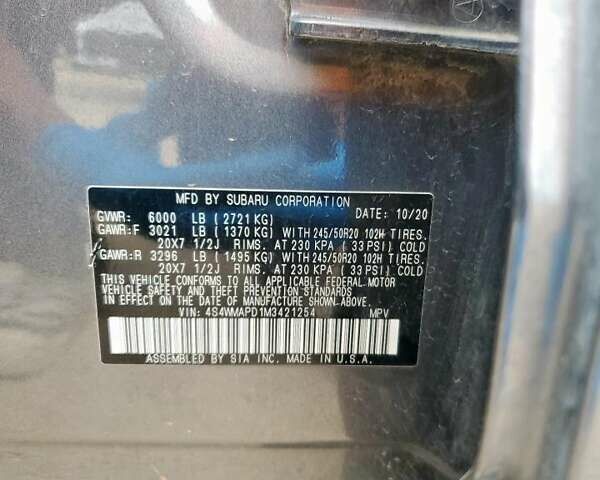 MFD BY SUBARU CORPORATION
GVWR: 6000 LB (2721 KG) DATE: 10/20
GAWR:F 3021 LB (1370 KG) WITH 245/50R20 102H TIRES.
20X7 1/2J RIMS. AT 230 KPA (33 PSI) COLD
GAWR:R 3296 LB (1495 KG) WITH 245/50R20 102H TIRES.
20X7 1/2J RIMS. AT 230 KPA (33 PSI) COLD
THIS VEHICLE CONFORMS TO ALL APPLICABLE FEDERAL MOTOR
VEHICLE SAFETY, BUMPER, AND THEFT PREVENTION STANDARDS
IN EFFECT ON THE DATE OF MANUFACTURE SHOWN ABOVE.
VIN: 4S4WMAPD1M3421254 MPV
ASSEMBLED BY SIA INC. MADE IN U.S.A.